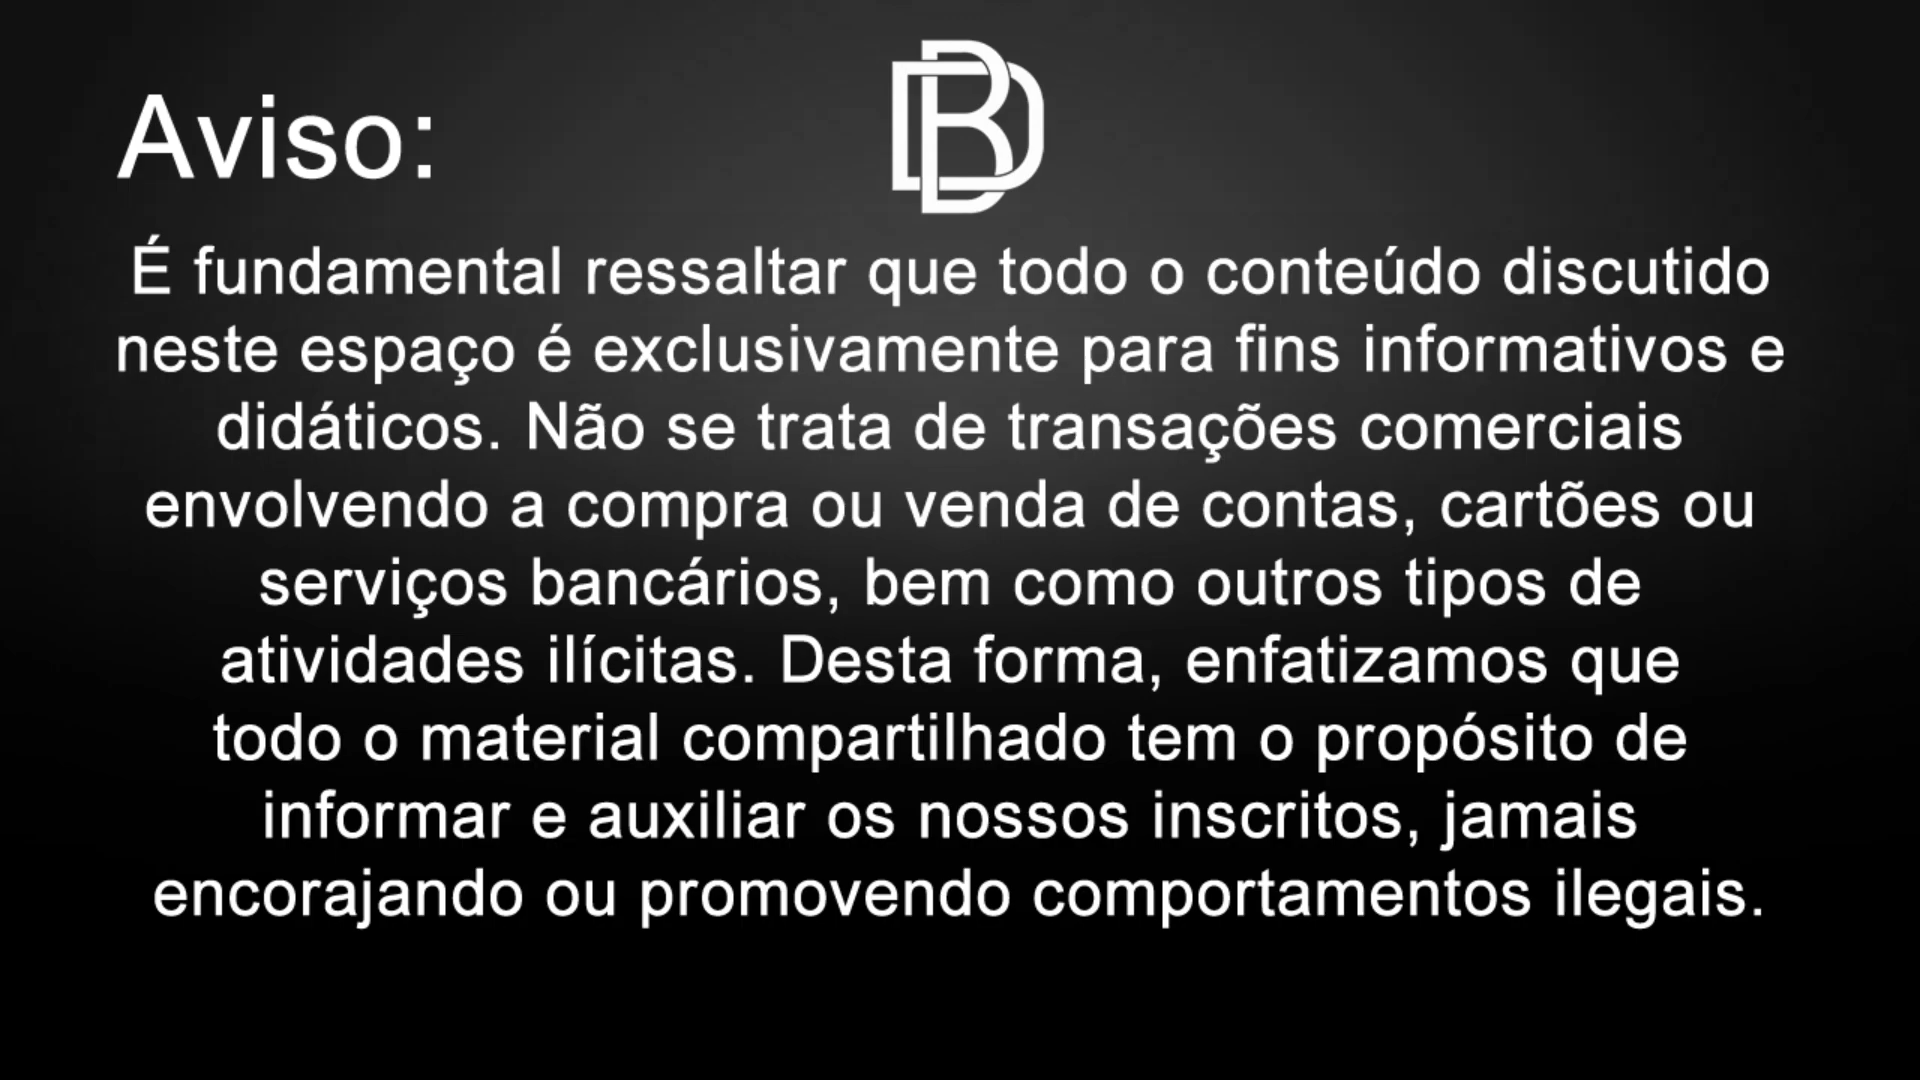 Aviso:
É fundamental ressaltar que todo o conteúdo discutido
neste espaço é exclusivamente para fins informativos e
didáticos. Não se trata de transações comerciais
envolvendo a compra ou venda de contas, cartões ou
serviços bancários, bem como outros tipos de
atividades ilícitas. Desta forma, enfatizamos que
todo o material compartilhado tem o propósito de
informar e auxiliar os nossos inscritos, jamais
encorajando ou promovendo comportamentos ilegais.